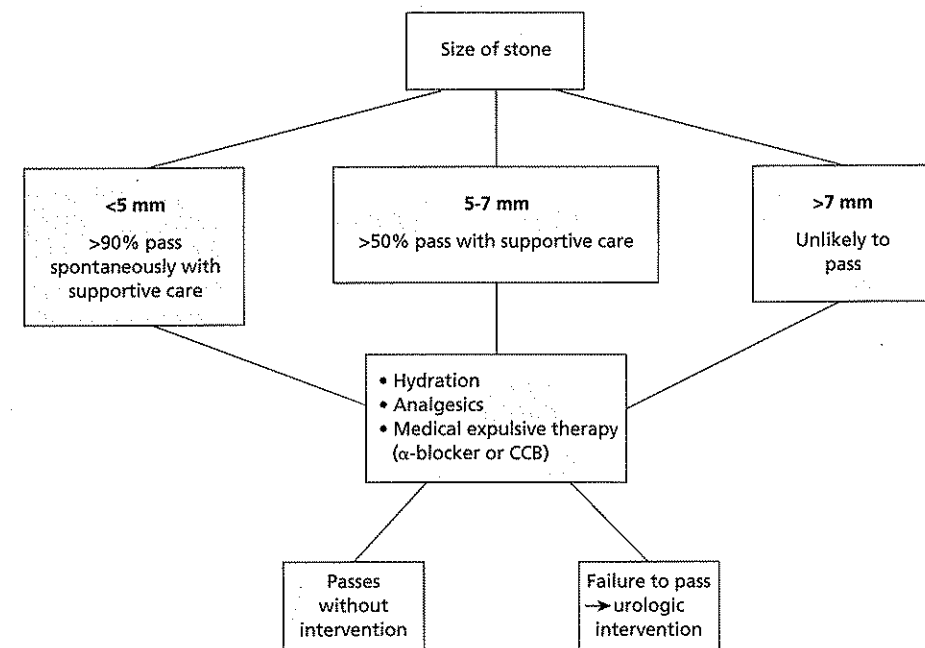 Size of stone
<5 mm
>90% pass
spontaneously with
supportive care
5-7 mm
>50% pass with supportive care
>7 mm
Unlikely to
pass
• Hydration
• Analgesics
• Medical expulsive therapy
(α-blocker or CCB)
Passes
without
intervention
Failure to pass
→ urologic
intervention